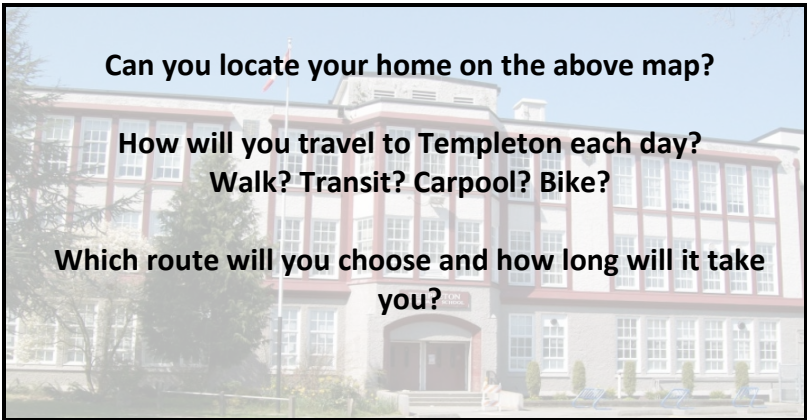 Can you locate your home on the above map?
How will you travel to Templeton each day?
Walk? Transit? Carpool? Bike?
Which route will you choose and how long will it take
you?